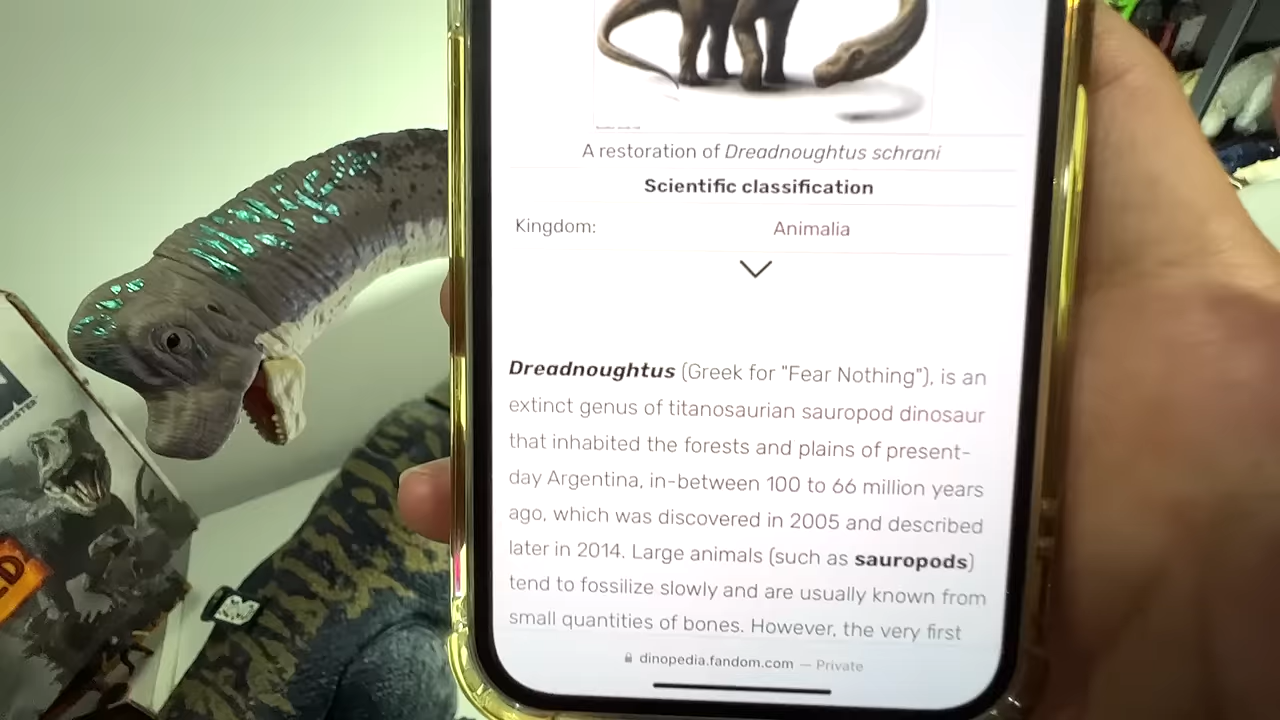 A restoration of Dreadnoughtus schrani
Scientific classification
Kingdom: Animalia
Dreadnoughtus (Greek for "Fear Nothing"), is an
extinct genus of titanosaurian sauropod dinosaur
that inhabited the forests and plains of present-
day Argentina, in-between 100 to 66 million years
ago, which was discovered in 2005 and described
later in 2014. Large animals (such as sauropods)
tend to fossilize slowly and are usually known from
small quantities of bones. However, the very first
dinopedia.fandom.com — Private